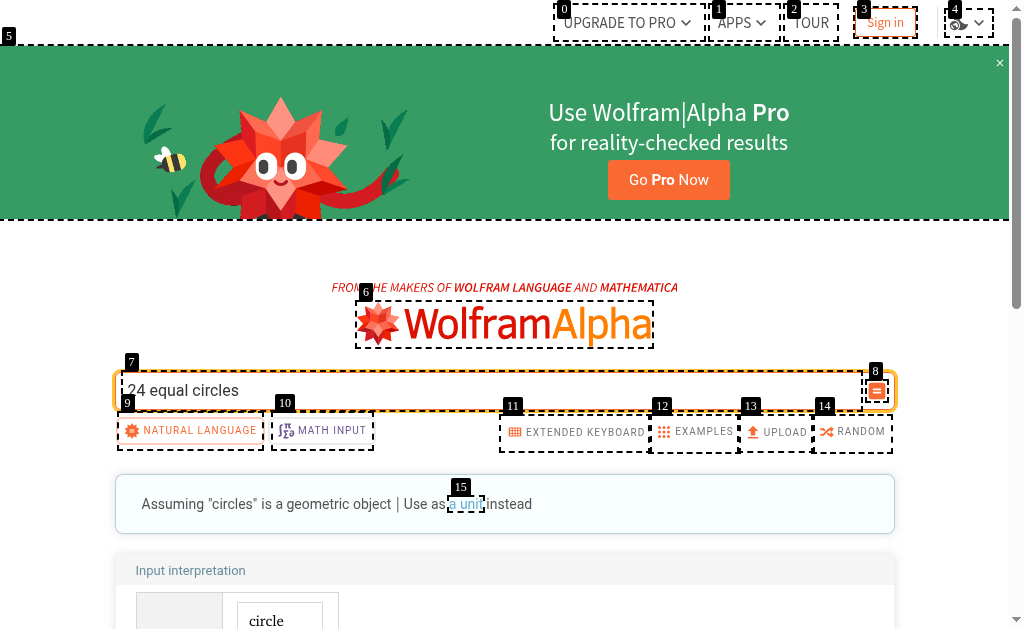 UPGRADE TO PRO APPS TOUR Sign in
0 1 2 3 4
5
×
Use Wolfram|Alpha Pro
for reality-checked results
Go Pro Now
FROM THE MAKERS OF WOLFRAM LANGUAGE AND MATHEMATICA
6
WolframAlpha
7
8
24 equal circles
=
9 10 11 12 13 14
NATURAL LANGUAGE MATH INPUT EXTENDED KEYBOARD EXAMPLES UPLOAD RANDOM
15
Assuming "circles" is a geometric object | Use as a unit instead
Input interpretation
circle